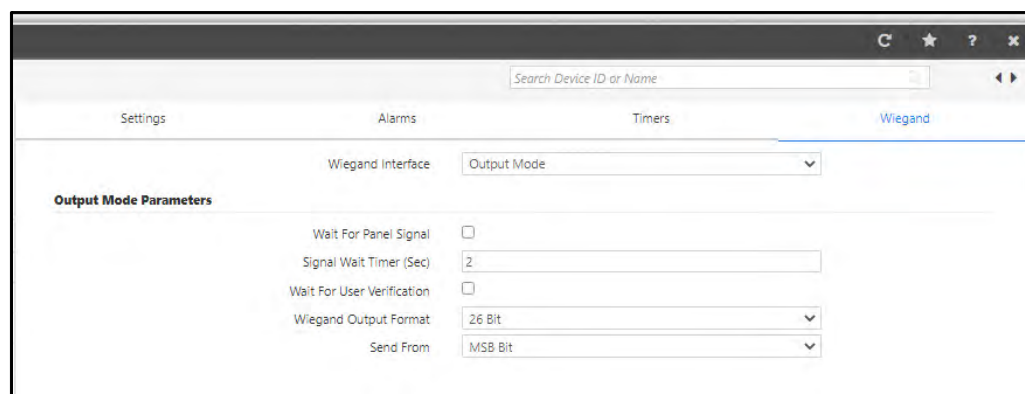 ?
Search Device ID or Name
Settings Alarms Timers Wiegand
Wiegand Interface Output Mode
Output Mode Parameters
Wait For Panel Signal
Signal Wait Timer (Sec) 2
Wait For User Verification
Wiegand Output Format 26 Bit
Send From MSB Bit